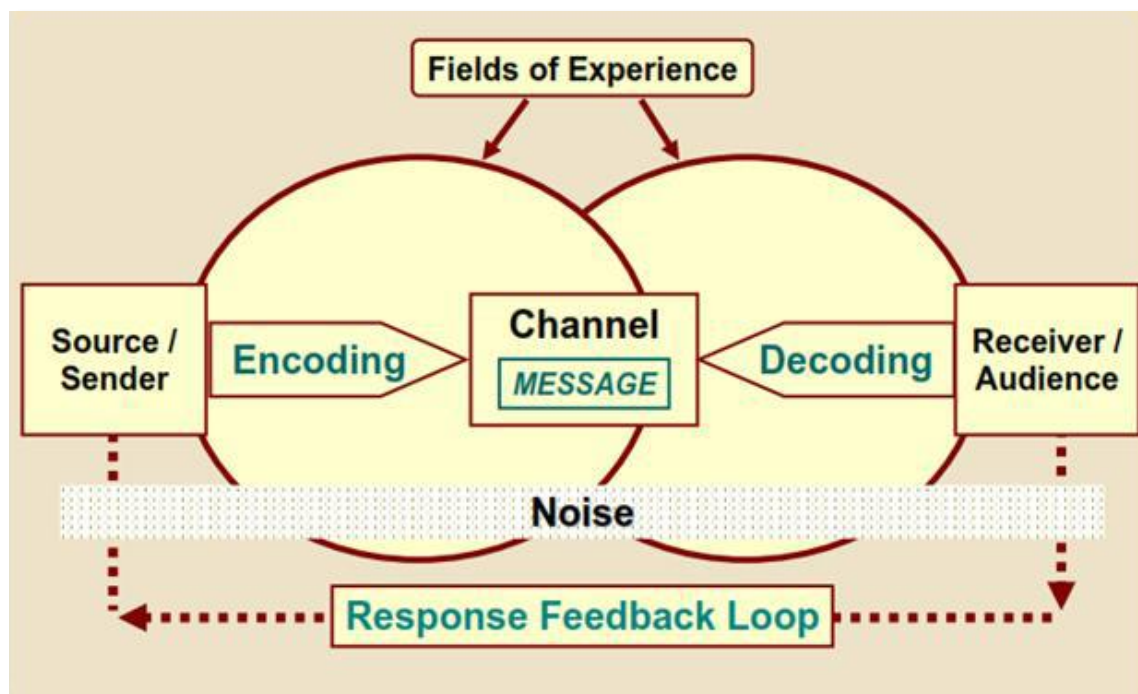 Fields of Experience
Source /
Sender
Encoding
Channel
MESSAGE
Decoding
Receiver /
Audience
Noise
Response Feedback Loop